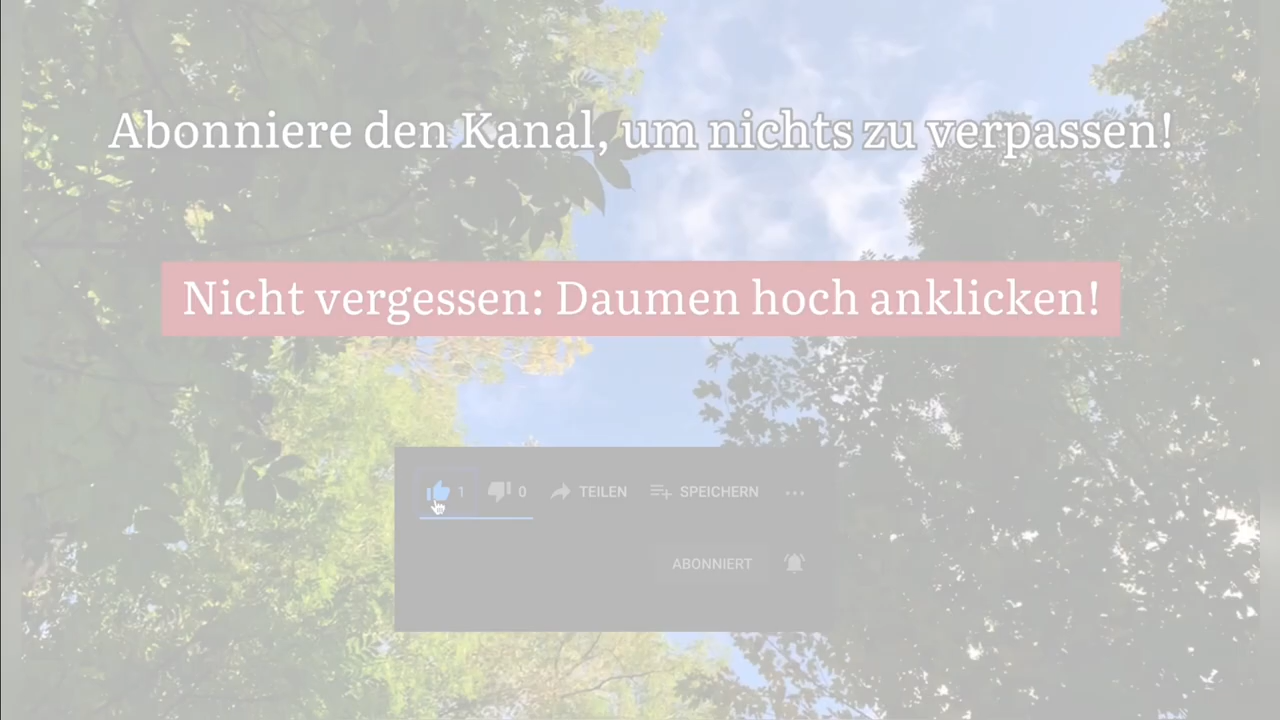 Abonniere den Kanal, um nichts zu verpassen!
Nicht vergessen: Daumen hoch anklicken!
1 0 TEILEN SPEICHERN ...
ABONNIERT